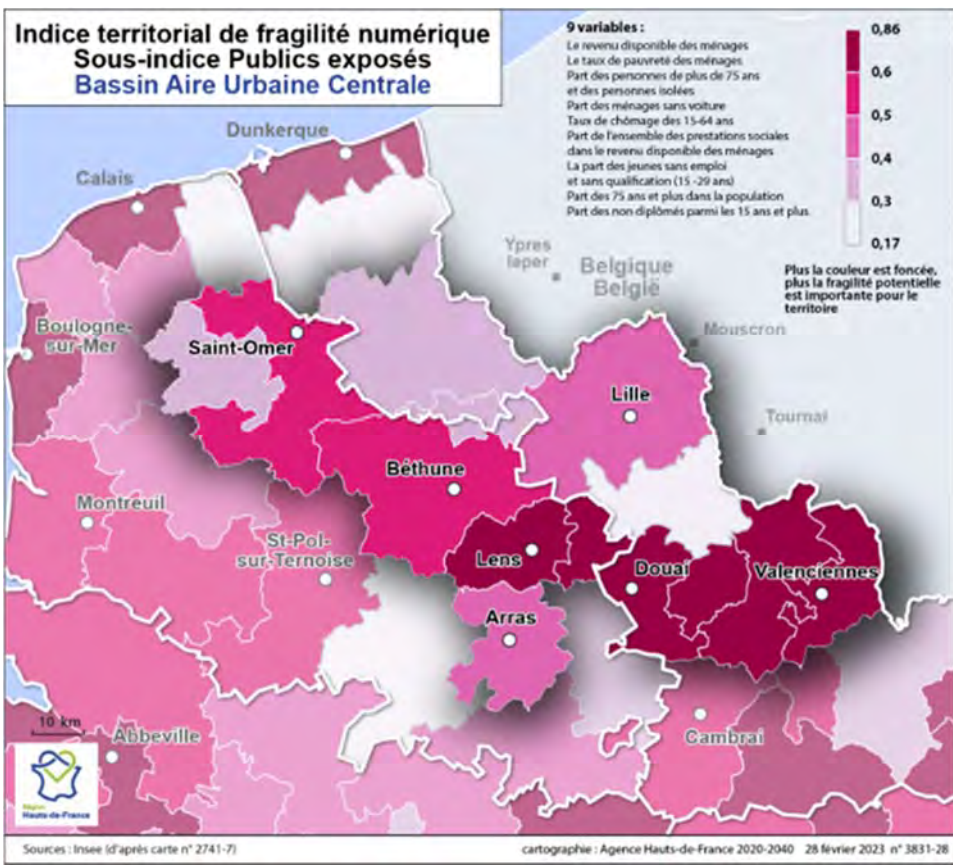 Indice territorial de fragilité numérique
Sous-indice Publics exposés
Bassin Aire Urbaine Centrale
9 variables :
Le revenu disponible des ménages
Le taux de pauvreté des ménages
Part des personnes de plus de 75 ans
et des personnes isolées
Part des ménages sans voiture
Taux de chômage des 15-64 ans
Part de l'ensemble des prestations sociales
dans le revenu disponible des ménages
La part des jeunes sans emploi
et sans qualification (15 -29 ans)
Part des 75 ans et plus dans la population
Part des non diplômés parmi les 15 ans et plus
0,86
0,6
0,5
0,4
0,3
0,17
Plus la couleur est foncée,
plus la fragilité potentielle
est importante pour le
territoire
Dunkerque
Calais
Ypres
Ieper
Belgique
België
Boulogne-
sur-Mer
Saint-Omer
Mouscron
Lille
Tournai
Béthune
Montreuil
St-Pol-
sur-Ternoise
Lens
Douai
Valenciennes
Arras
10 km
Abbeville
Cambrai
Région
Hauts-de-France
Sources : Insee (d'après carte n° 2741-7)
cartographie : Agence Hauts-de-France 2020-2040 28 février 2023 n° 3831-28